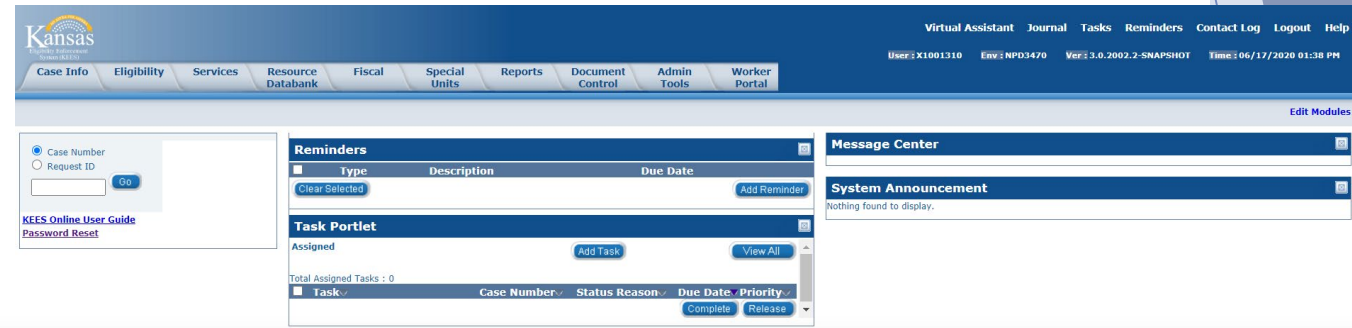 Kansas
Eligibility Enforcement
System (KEES)
Virtual Assistant Journal Tasks Reminders Contact Log Logout Help
User : X1001310 Env : NPD3470 Ver : 3.0.2002.2-SNAPSHOT Time : 06/17/2020 01:38 PM
Case Info Eligibility Services Resource Databank Fiscal Special Units Reports Document Control Admin Tools Worker Portal
Edit Modules
Case Number
Request ID
Go
KEES Online User Guide
Password Reset
Reminders
Type Description Due Date
Clear Selected Add Reminder
Task Portlet
Assigned Add Task View All
Total Assigned Tasks : 0
Task Case Number Status Reason Due Date Priority
Complete Release
Message Center
System Announcement
Nothing found to display.